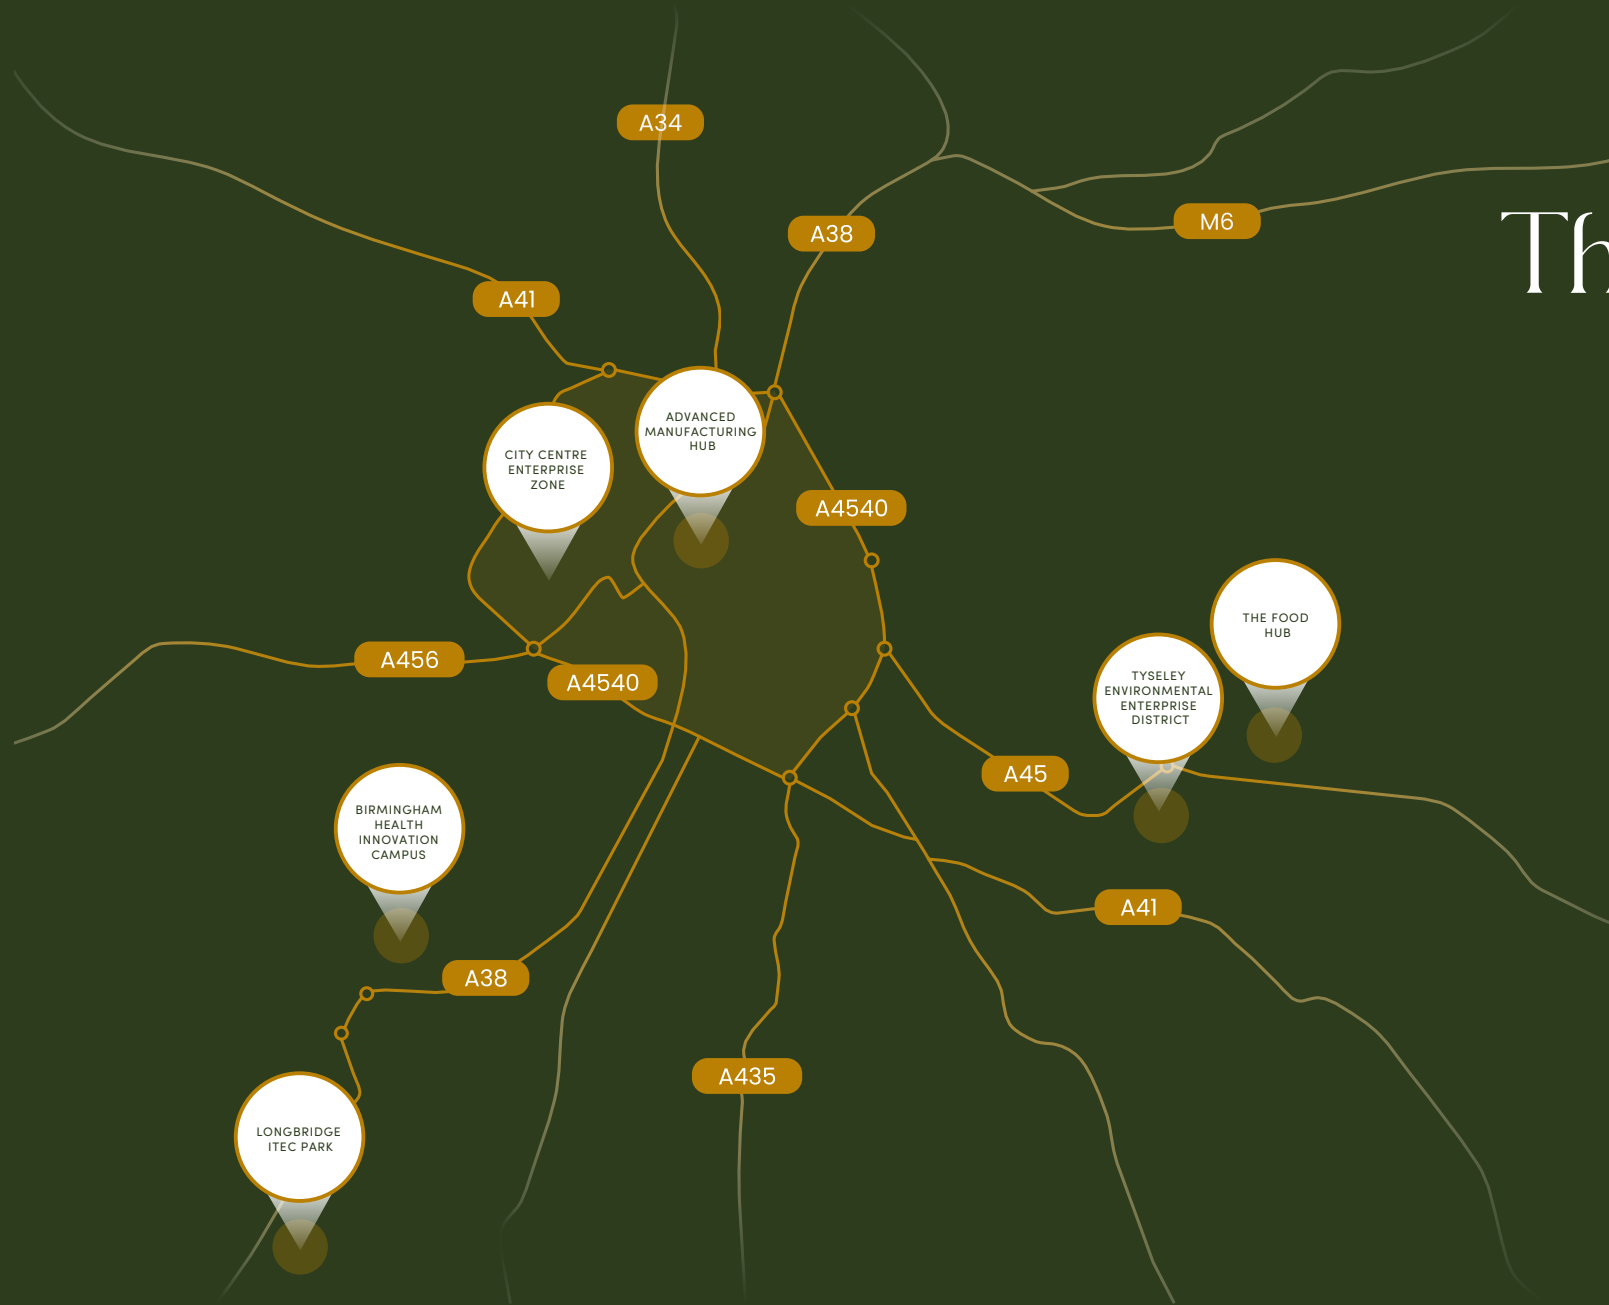 A34
A38
M6
Th
A41
ADVANCED
MANUFACTURING
HUB
CITY CENTRE
ENTERPRISE
ZONE
A4540
THE FOOD
HUB
A456
A4540
TYSELEY
ENVIRONMENTAL
ENTERPRISE
DISTRICT
A45
BIRMINGHAM
HEALTH
INNOVATION
CAMPUS
A41
A38
A435
LONGBRIDGE
ITEC PARK